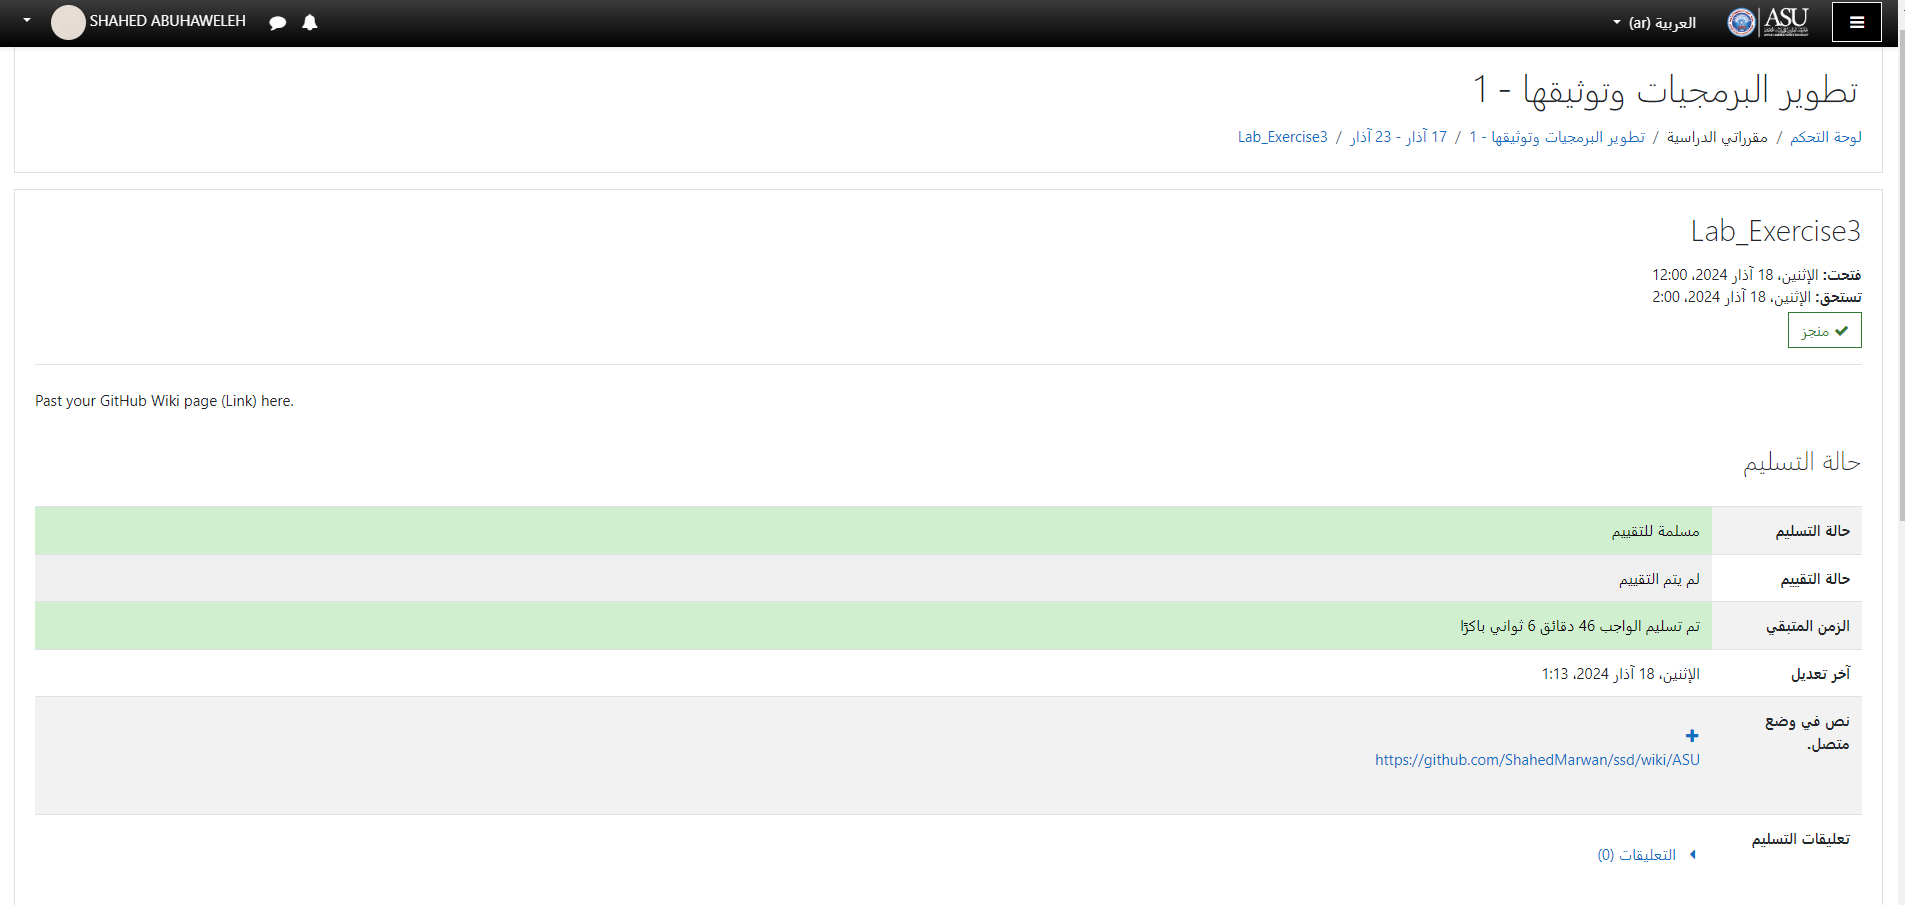 SHAHED ABUHAWELEH
العربية (ar)
ASU
تطوير البرمجيات وتوثيقها - 1
لوحة التحكم / مقرراتي الدراسية / تطوير البرمجيات وتوثيقها - 1 / 17 آذار - 23 آذار / Lab_Exercise3
Lab_Exercise3
فتحت: الإثنين، 18 آذار 2024، 12:00
تستحق: الإثنين، 18 آذار 2024، 2:00
منجز
Past your GitHub Wiki page (Link) here.
حالة التسليم
حالة التسليم مسلمة للتقييم
حالة التقييم لم يتم التقييم
الزمن المتبقي تم تسليم الواجب 46 دقائق 6 ثواني باكرًا
آخر تعديل الإثنين، 18 آذار 2024، 1:13
نص في وضع متصل.
https://github.com/ShahedMarwan/ssd/wiki/ASU
تعليقات التسليم
التعليقات (0)